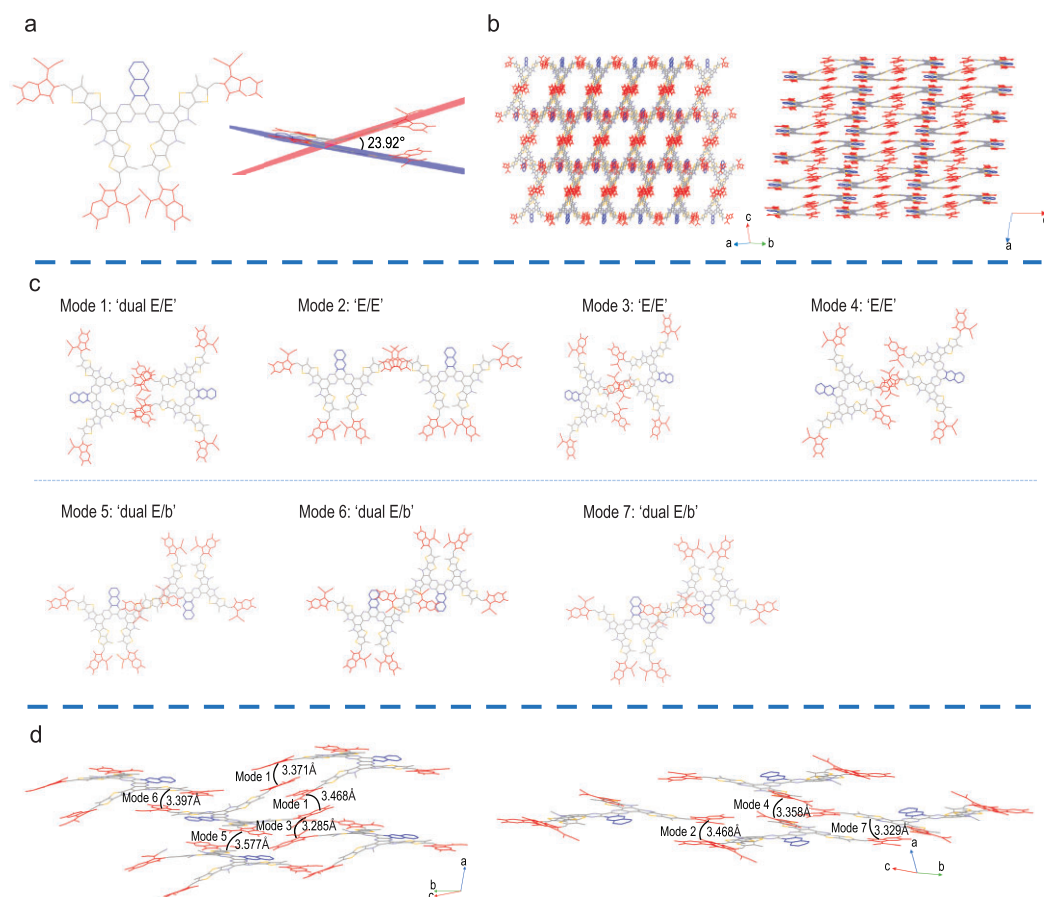 a
b
23.92°
c
a
b
a
c
Mode 1: ‘dual E/E’
Mode 2: ‘E/E’
Mode 3: ‘E/E’
Mode 4: ‘E/E’
Mode 5: ‘dual E/b’
Mode 6: ‘dual E/b’
Mode 7: ‘dual E/b’
d
Mode 1
3.371Å
Mode 6
3.397Å
3.468Å
Mode 1
Mode 3
3.285Å
Mode 5
3.577Å
a
b
c
Mode 4
3.358Å
Mode 2
3.468Å
Mode 7
3.329Å
a
c
b